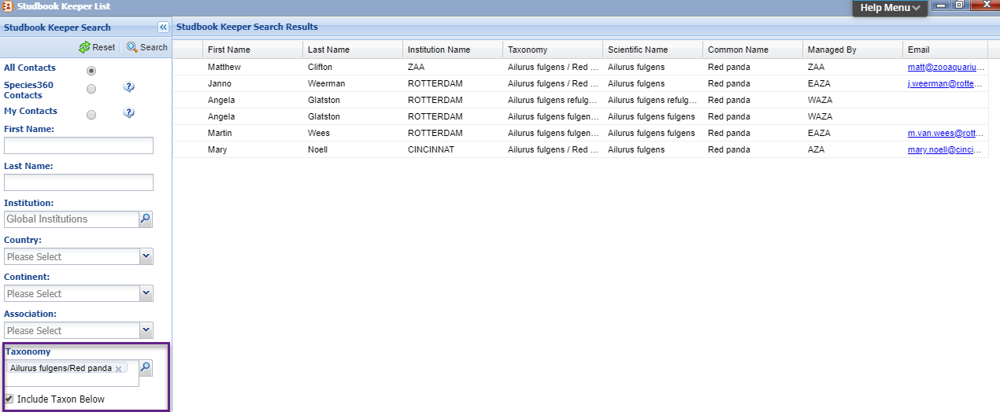 Studbook Keeper List
Help Menu
Studbook Keeper Search
Reset Search
All Contacts
Species360 Contacts
My Contacts
First Name:
Last Name:
Institution:
Global Institutions
Country:
Please Select
Continent:
Please Select
Association:
Please Select
Taxonomy
Ailurus fulgens/Red panda
Include Taxon Below
Studbook Keeper Search Results
First Name Last Name Institution Name Taxonomy Scientific Name Common Name Managed By Email
Matthew Clifton ZAA Ailurus fulgens / Red ... Ailurus fulgens Red panda ZAA matt@zooaquariu...
Janno Weerman ROTTERDAM Ailurus fulgens / Red ... Ailurus fulgens Red panda EAZA j.weerman@rotte...
Angela Glatston ROTTERDAM Ailurus fulgens refulg... Ailurus fulgens refulg... Red panda WAZA
Angela Glatston ROTTERDAM Ailurus fulgens fulgen... Ailurus fulgens fulgens Red panda WAZA
Martin Wees ROTTERDAM Ailurus fulgens fulgen... Ailurus fulgens fulgens Red panda EAZA m.van.wees@rott...
Mary Noell CINCINNAT Ailurus fulgens / Red ... Ailurus fulgens Red panda AZA mary.noell@cinci...